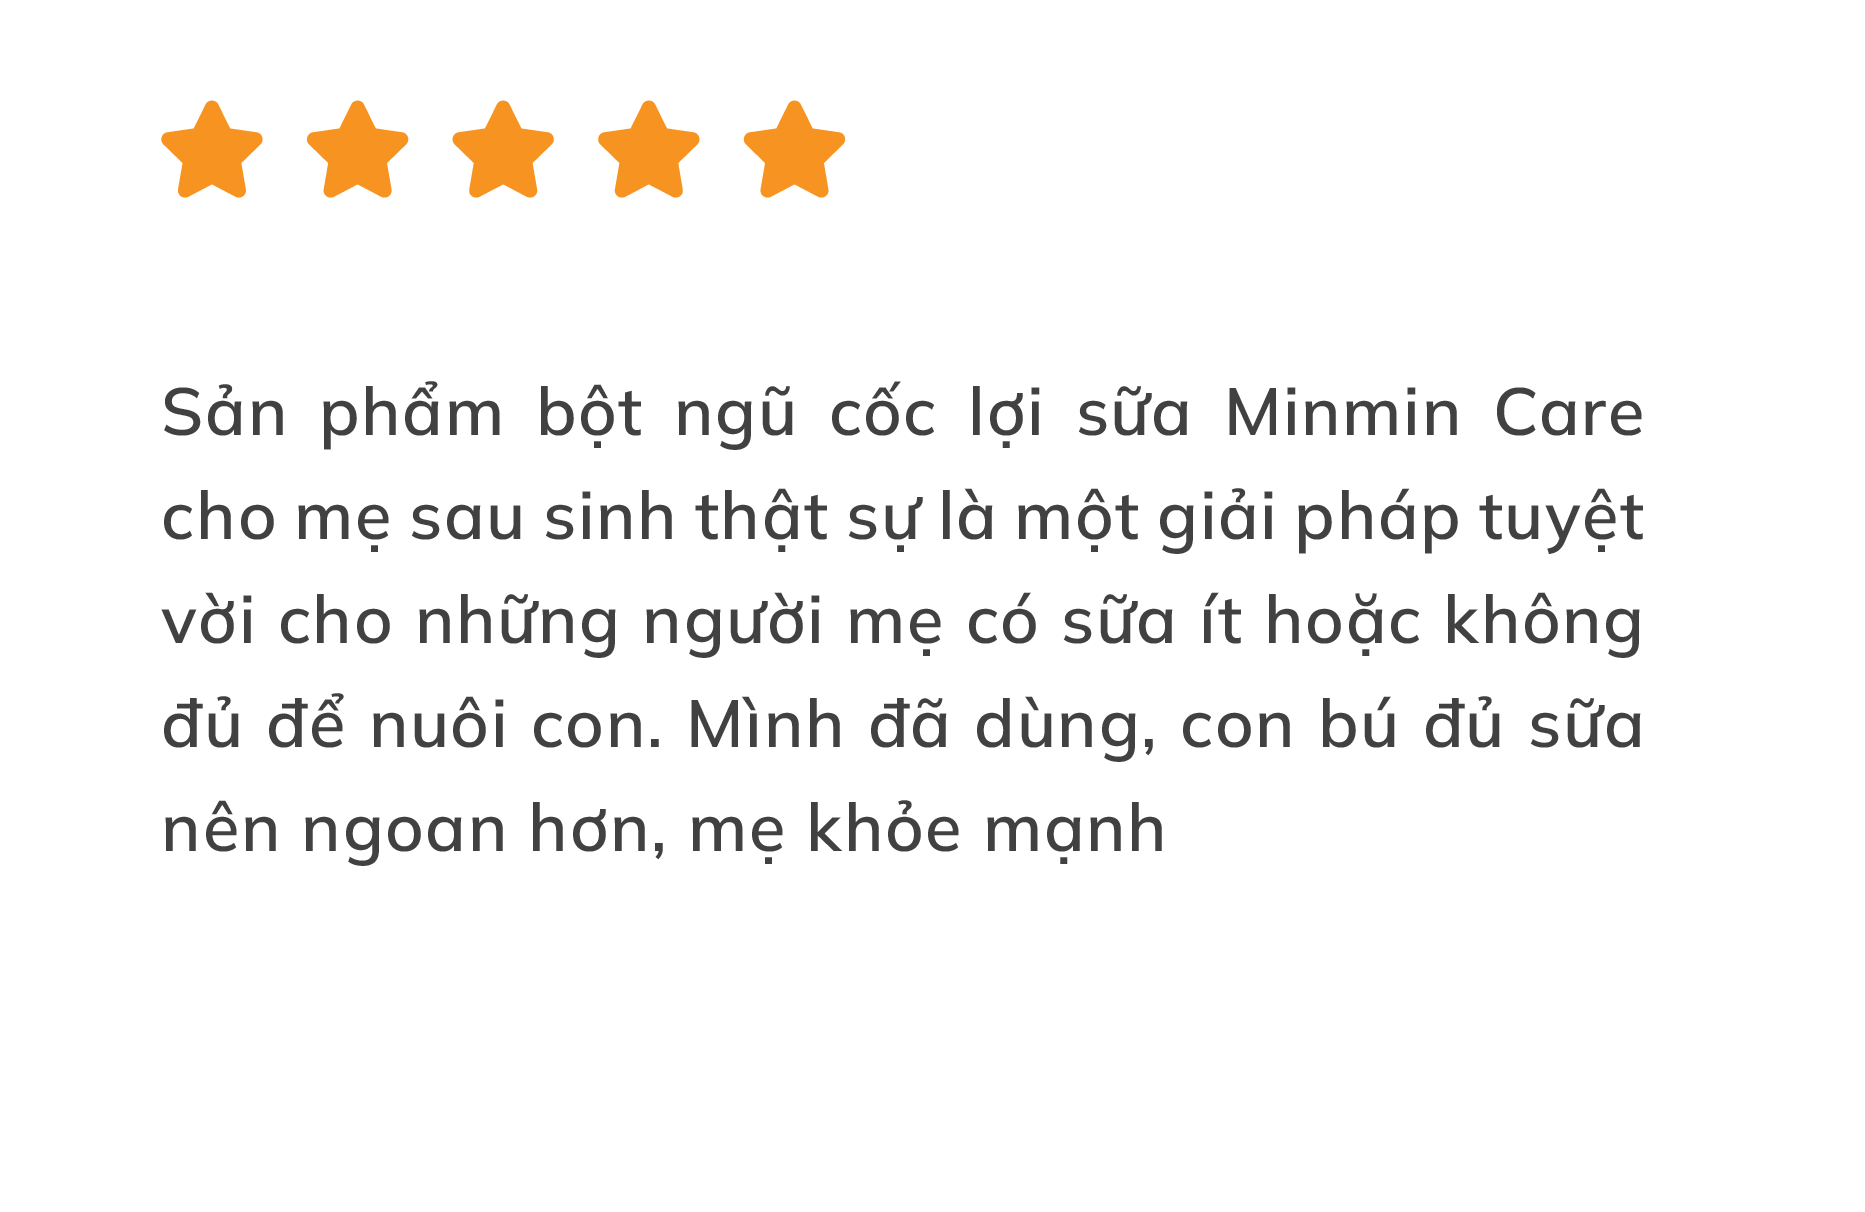 Sản phẩm bột ngũ cốc lợi sữa Minmin Care
cho mẹ sau sinh thật sự là một giải pháp tuyệt
vời cho những người mẹ có sữa ít hoặc không
đủ để nuôi con. Mình đã dùng, con bú đủ sữa
nên ngoan hơn, mẹ khỏe mạnh